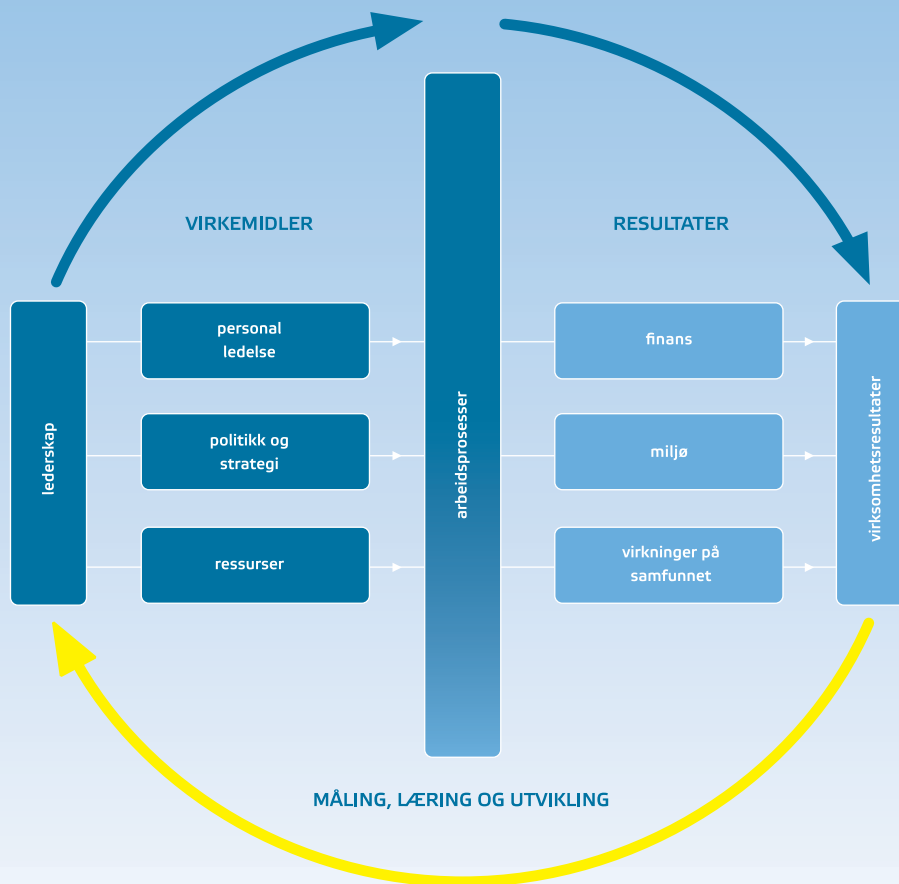 VIRKEMIDLER
RESULTATER
lederskap
personal
ledelse
politikk og
strategi
ressurser
arbeidsprosesser
finans
miljø
virkninger på
samfunnet
virksomhetsresultater
MÅLING, LÆRING OG UTVIKLING